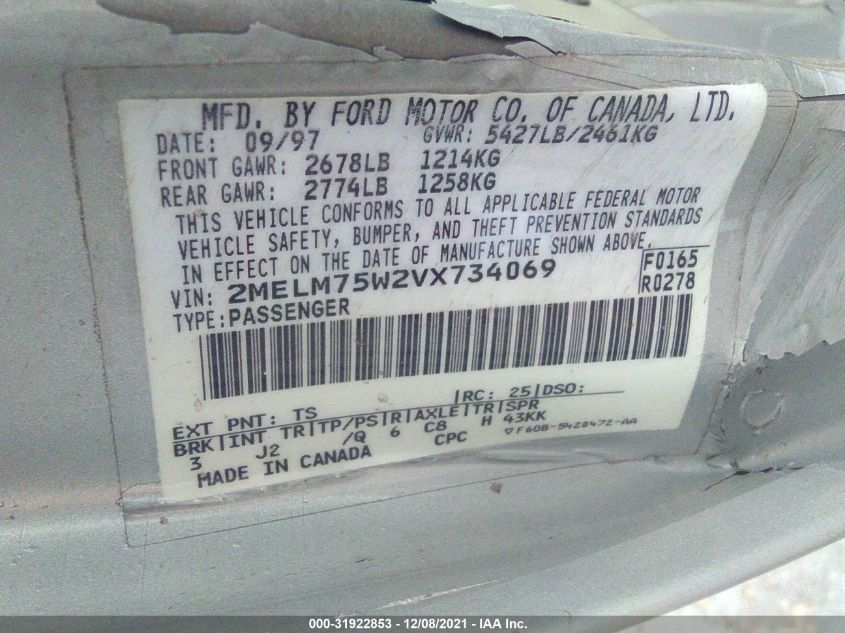 MFD. BY FORD MOTOR CO. OF CANADA, LTD.
DATE: 09/97 GVWR: 5427LB/2461KG
FRONT GAWR: 2678LB 1214KG
REAR GAWR: 2774LB 1258KG
THIS VEHICLE CONFORMS TO ALL APPLICABLE FEDERAL MOTOR
VEHICLE SAFETY, BUMPER, AND THEFT PREVENTION STANDARDS
IN EFFECT ON THE DATE OF MANUFACTURE SHOWN ABOVE.
VIN: 2MELM75W2VX734069 F0165
TYPE: PASSENGER R0278
EXT PNT: TS |RC: 25|DSO:
BRK|INT TR|TP/PS|R|AXLE|TR|SPR
3 J2 /Q 6 C8 H 43KK
MADE IN CANADA CPC ▽F60B-5420472-AA
000-31922853 - 12/08/2021 - IAA Inc.